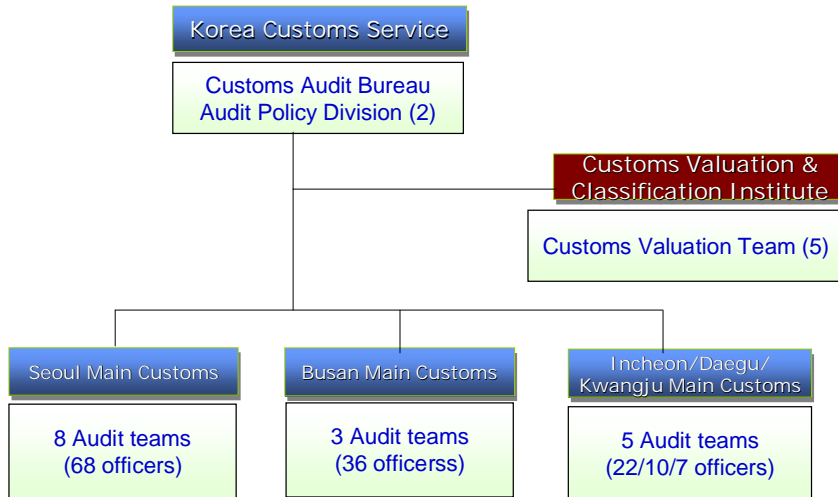 Korea Customs Service
Customs Audit Bureau
Audit Policy Division (2)
Customs Valuation &
Classification Institute
Customs Valuation Team (5)
Seoul Main Customs
8 Audit teams
(68 officers)
Busan Main Customs
3 Audit teams
(36 officerss)
Incheon/Daegu/
Kwangju Main Customs
5 Audit teams
(22/10/7 officers)